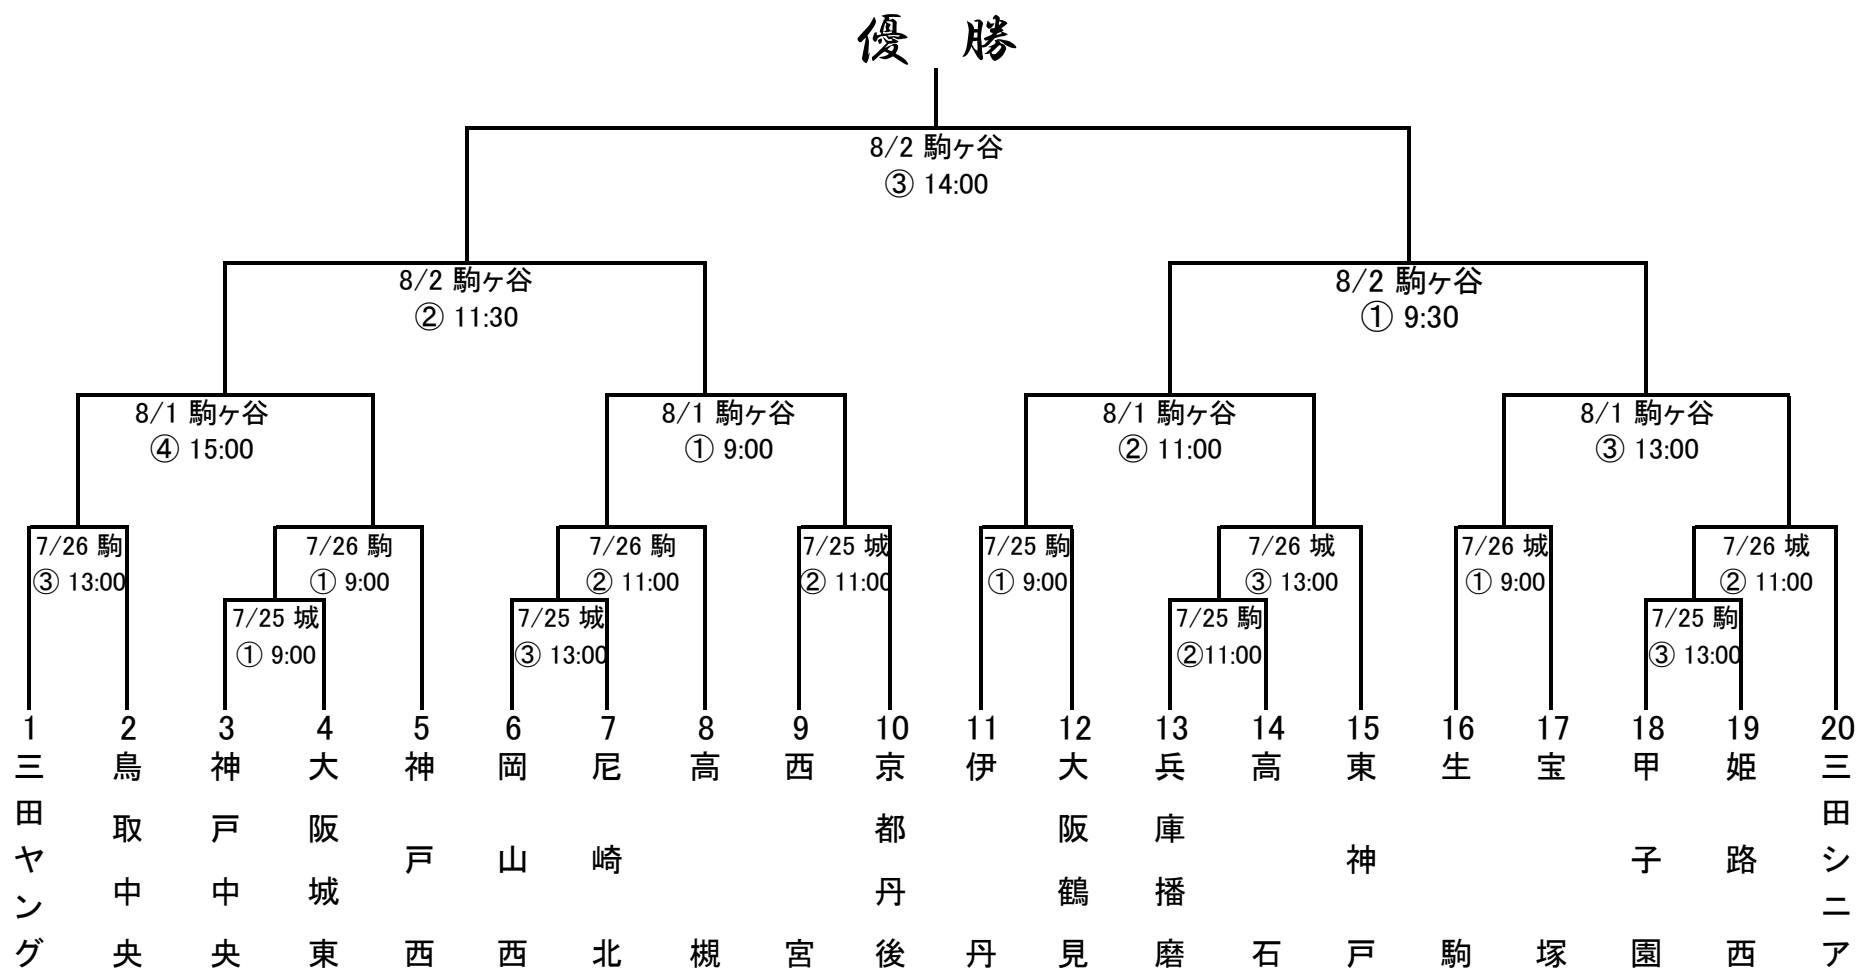 優 勝
8/2 駒ヶ谷
③ 14:00
8/2 駒ヶ谷
② 11:30
8/2 駒ヶ谷
① 9:30
8/1 駒ヶ谷
④ 15:00
8/1 駒ヶ谷
① 9:00
8/1 駒ヶ谷
② 11:00
8/1 駒ヶ谷
③ 13:00
7/26 駒
③ 13:00
7/26 駒
① 9:00
7/26 駒
② 11:00
7/25 城
② 11:00
7/25 駒
① 9:00
7/26 城
③ 13:00
7/26 城
① 9:00
7/26 城
② 11:00
7/25 城
① 9:00
7/25 城
③ 13:00
7/25 駒
②11:00
7/25 駒
③ 13:00
1
三田ヤング
2
鳥取中央
3
神戸中央
4
大阪城東
5
神戸西
6
岡山西
7
尼崎北
8
高槻
9
西宮
10
京都丹後
11
伊丹
12
大阪鶴見
13
兵庫播磨
14
高石
15
東神戸
16
生駒
17
宝塚
18
甲子園
19
姫路西
20
三田シニア